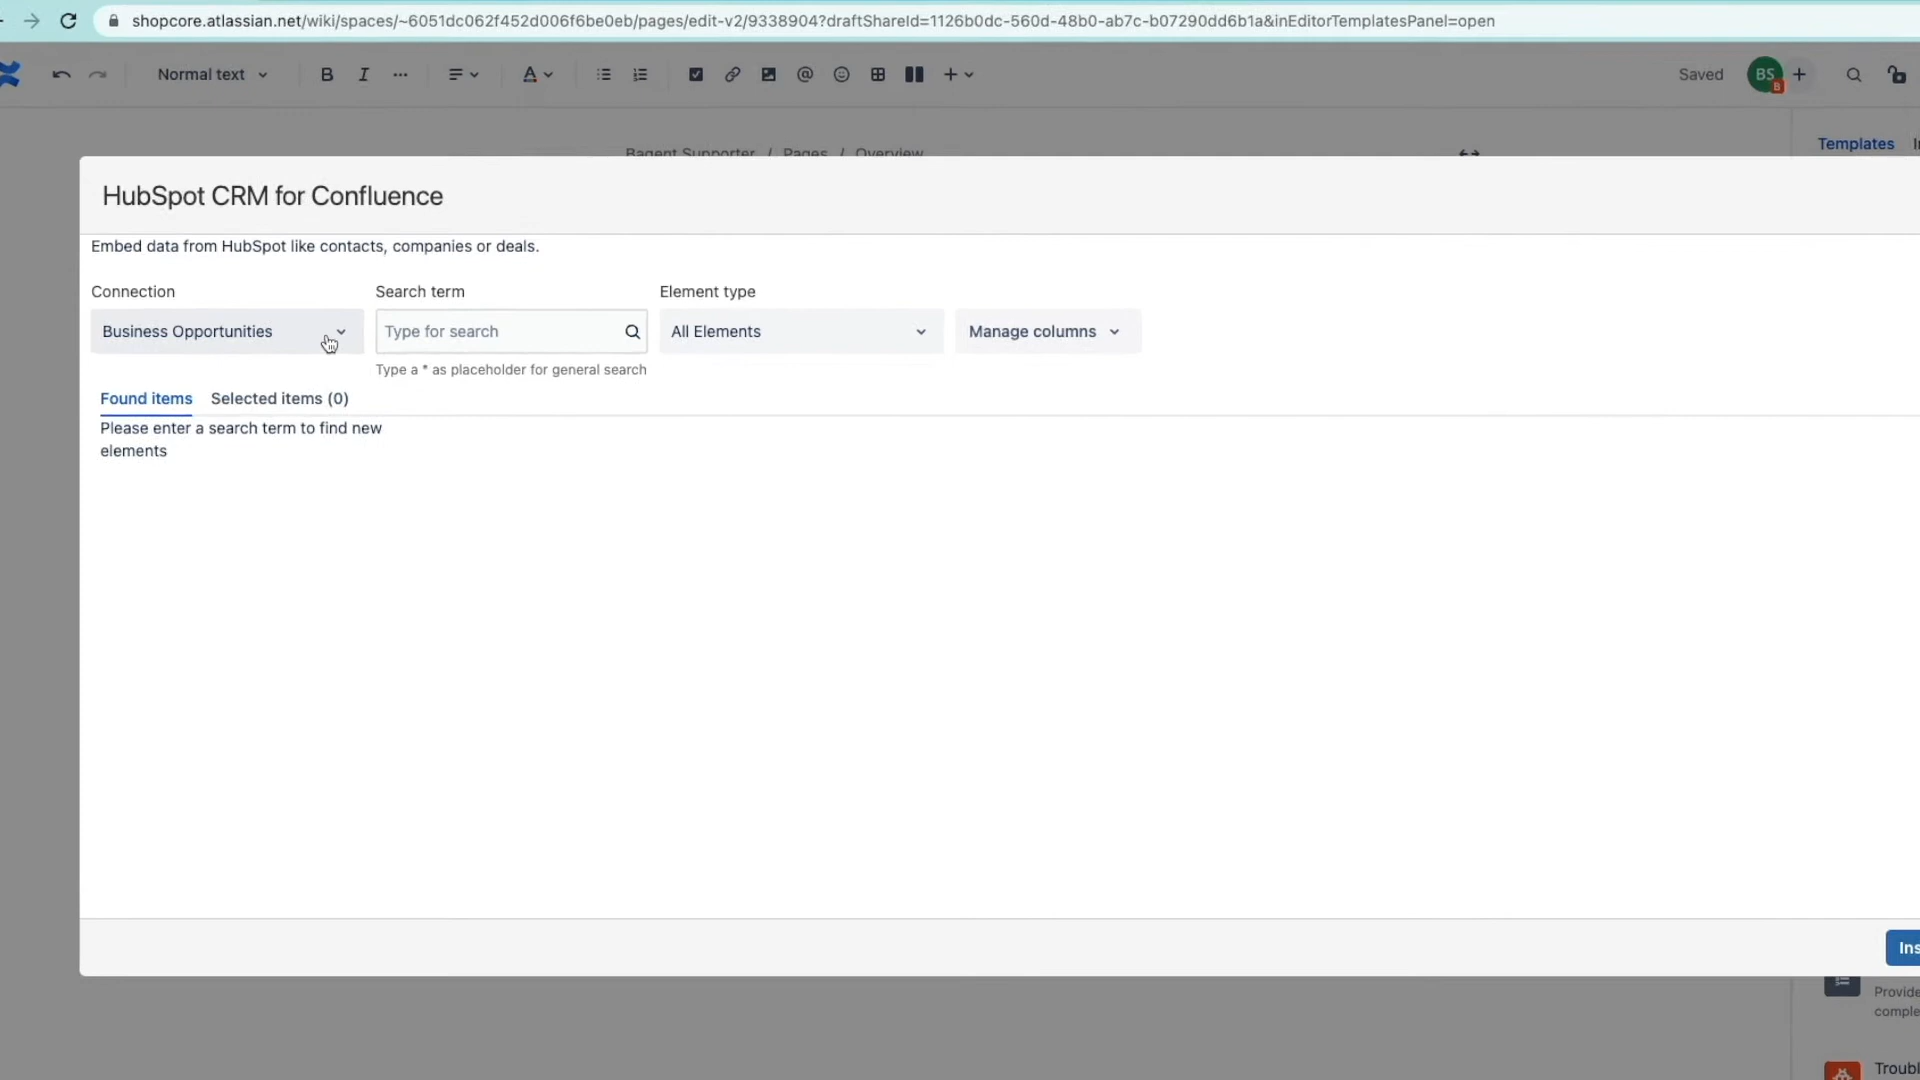 shopcore.atlassian.net/wiki/spaces/~6051dc062f452d006f6be0eb/pages/edit-v2/9338904?draftShareId=1126b0dc-560d-48b0-ab7c-b07290dd6b1a&inEditorTemplatesPanel=open
Normal text B I A @ Saved BS
Templates
Bagent Supporter / Pages / Overview
HubSpot CRM for Confluence
Embed data from HubSpot like contacts, companies or deals.
Connection Search term Element type
Business Opportunities Type for search All Elements Manage columns
Type a * as placeholder for general search
Found items Selected items (0)
Please enter a search term to find new
elements
Ins
Provide
comple
Troubl